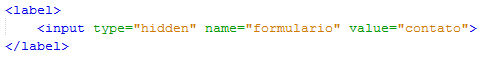 <label>
    <input type="hidden" name="formulario" value="contato">
</label>